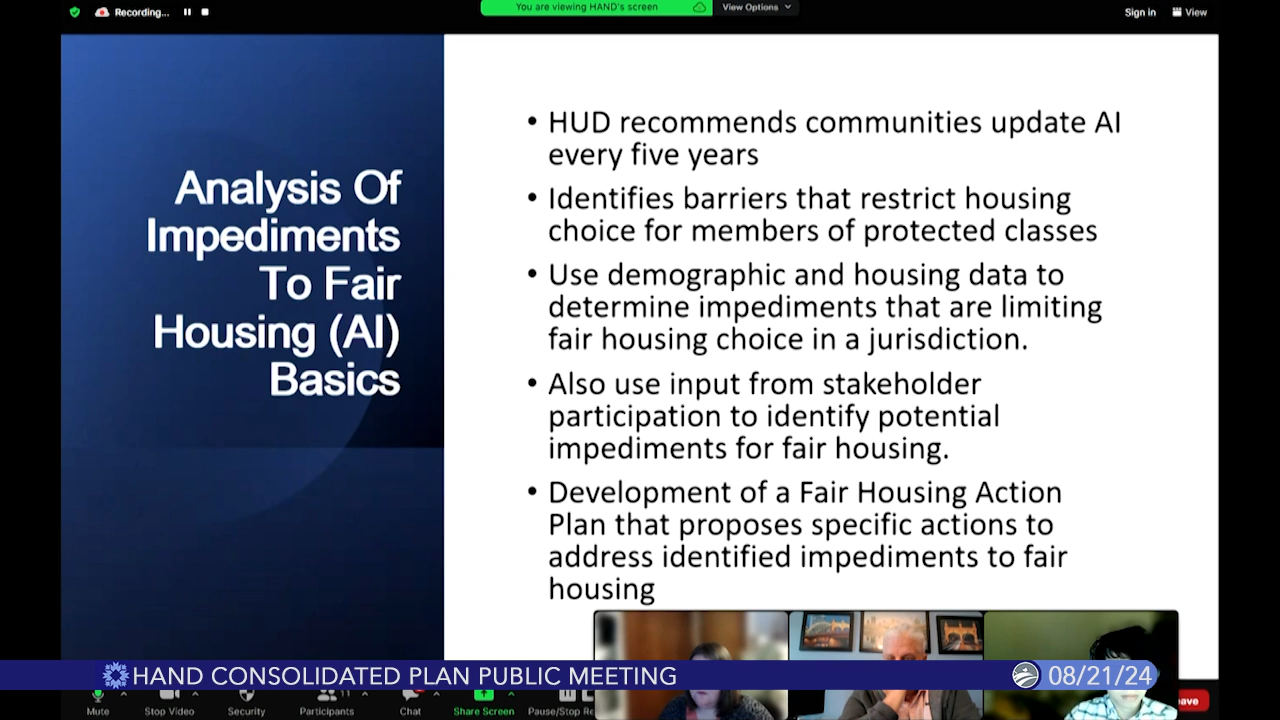 Recording...
You are viewing HAND's screen
View Options
Sign in
View
Analysis Of
Impediments
To Fair
Housing (AI)
Basics
• HUD recommends communities update AI
every five years
• Identifies barriers that restrict housing
choice for members of protected classes
• Use demographic and housing data to
determine impediments that are limiting
fair housing choice in a jurisdiction.
• Also use input from stakeholder
participation to identify potential
impediments for fair housing.
• Development of a Fair Housing Action
Plan that proposes specific actions to
address identified impediments to fair
housing
HAND CONSOLIDATED PLAN PUBLIC MEETING
08/21/24
11
Mute
Stop Video
Security
Participants
Chat
Share Screen
Pause/Stop Re
eave